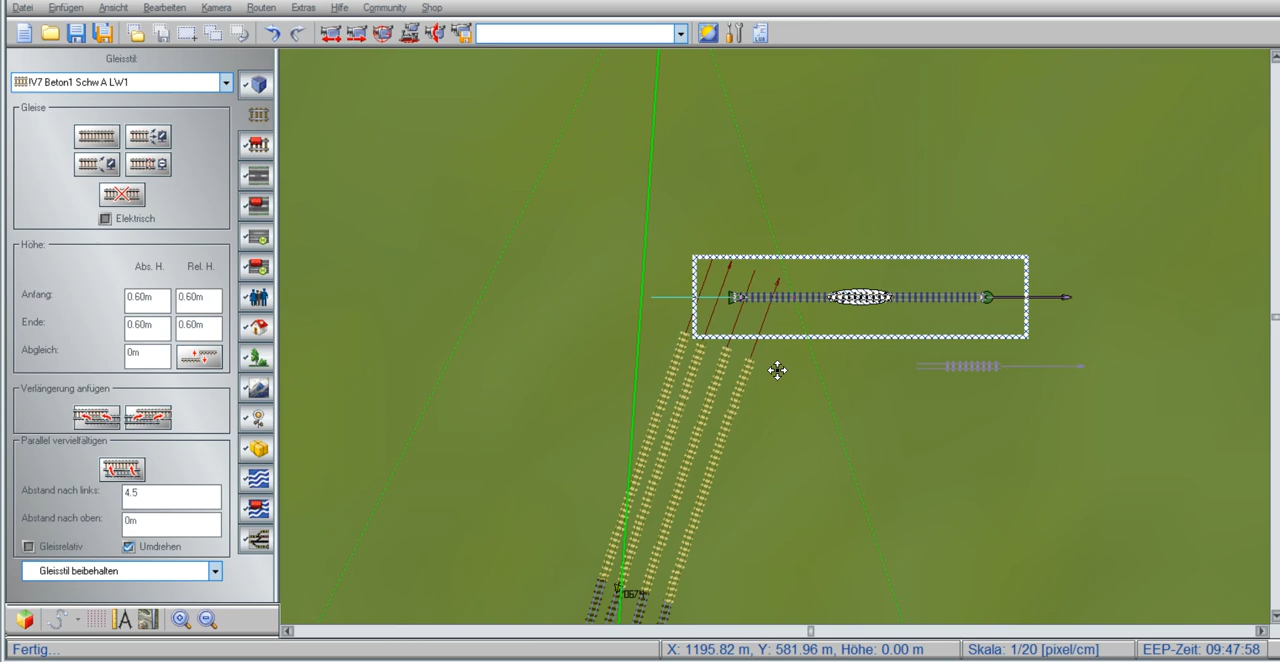 Datei Einfügen Ansicht Bearbeiten Kamera Routen Extras Hilfe Community Shop
Gleisstil:
!V7 Beton1 Schw A LW1
Gleise
Elektrisch
Höhe:
Abs. H. Rel. H.
Anfang: 0.60m 0.60m
Ende: 0.60m 0.60m
Abgleich: 0m
Verlängerung anfügen
Parallel vervielfältigen
Abstand nach links: 4.5
Abstand nach oben: 0m
Gleisrelativ Umdrehen
Gleisstil beibehalten
Fertig... X: 1195.82 m, Y: 581.96 m, Höhe: 0.00 m Skala: 1/20 [pixel/cm] EEP-Zeit: 09:47:58